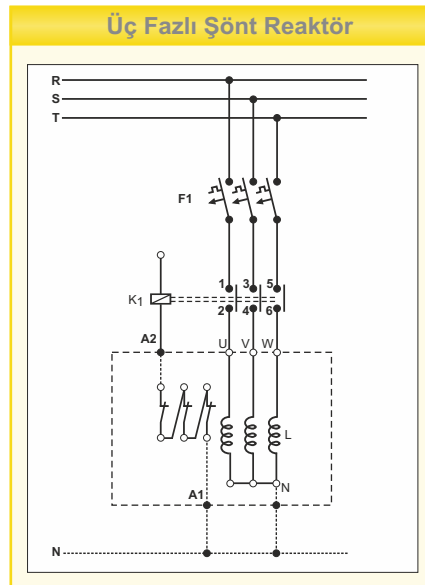 Üç Fazlı Şönt Reaktör
R
S
T
F1
1 3 5
K1
2 4 6
A2
U V W
L
N
A1
N